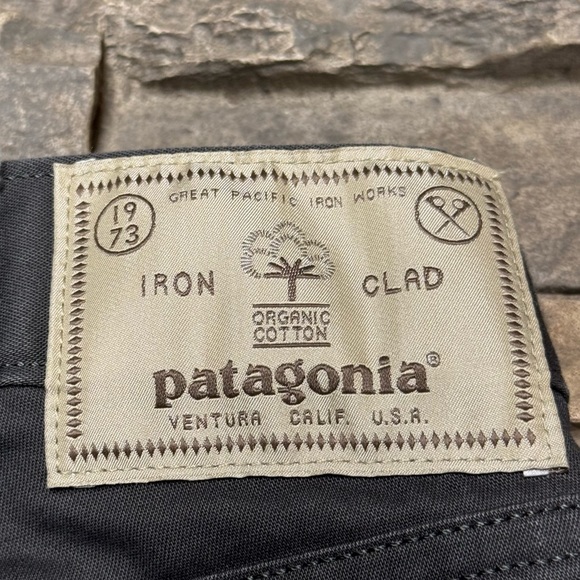 GREAT PACIFIC IRON WORKS
19
73
IRON CLAD
ORGANIC
COTTON
patagonia®
VENTURA CALIF. U.S.A.